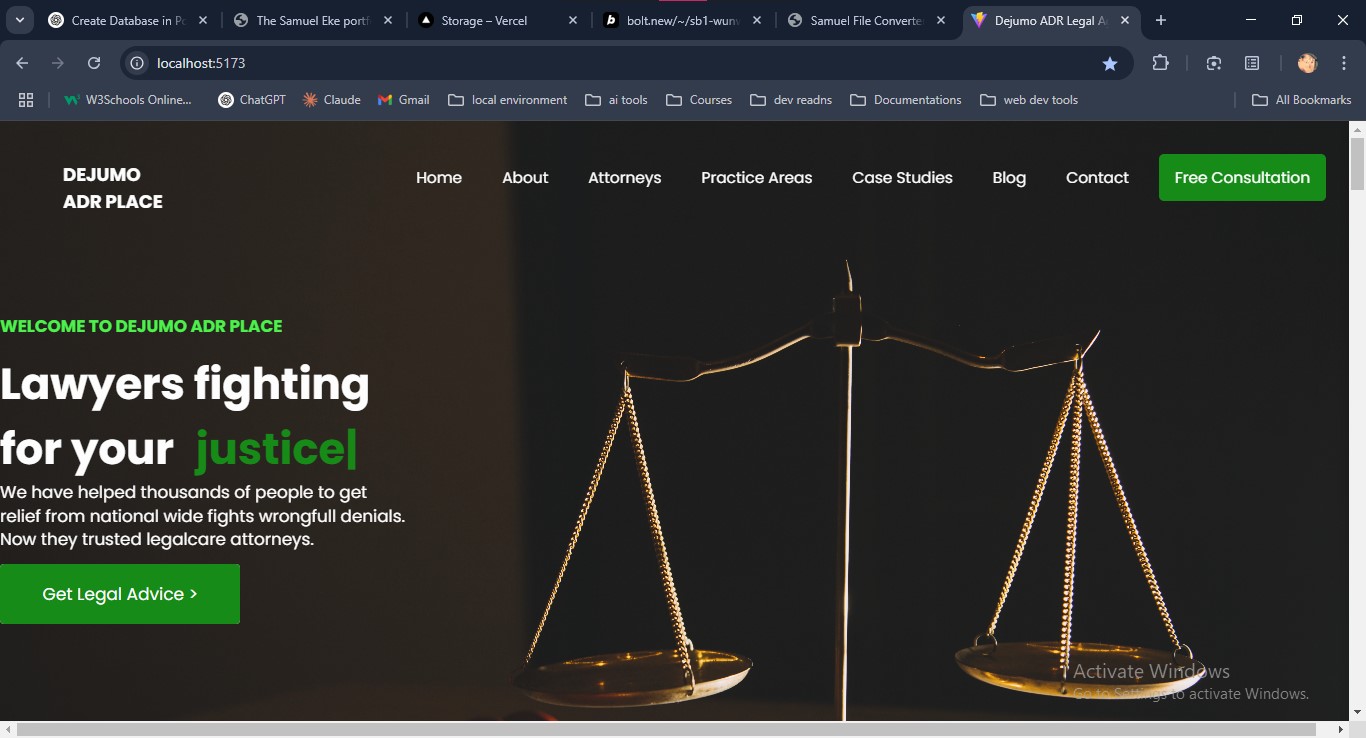 Create Database in Po
The Samuel Eke portf
Storage – Vercel
bolt.new/~/sb1-wunw
Samuel File Converte
Dejumo ADR Legal A
localhost:5173
W3Schools Online...
ChatGPT
Claude
Gmail
local environment
ai tools
Courses
dev readns
Documentations
web dev tools
All Bookmarks
DEJUMO
ADR PLACE
Home
About
Attorneys
Practice Areas
Case Studies
Blog
Contact
Free Consultation
WELCOME TO DEJUMO ADR PLACE
Lawyers fighting
for your justice|
We have helped thousands of people to get
relief from national wide fights wrongfull denials.
Now they trusted legalcare attorneys.
Get Legal Advice >
Activate Windows
Go to Settings to activate Windows.